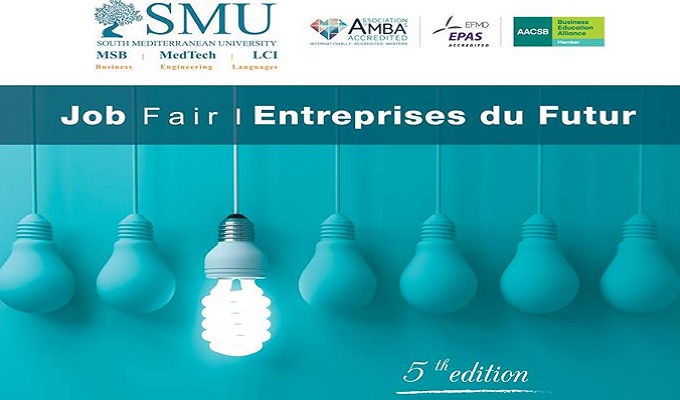 SMU
SOUTH MEDITERRANEAN UNIVERSITY
MSB | MedTech | LCI
Business Engineering Languages
ASSOCIATION
AMBA
ACCREDITED
INTERNATIONALLY ACCREDITED MASTERS
EFMD
EPAS
ACCREDITED
AACSB
Business
Education
Alliance
Member
Job Fair | Entreprises du Futur
5th edition